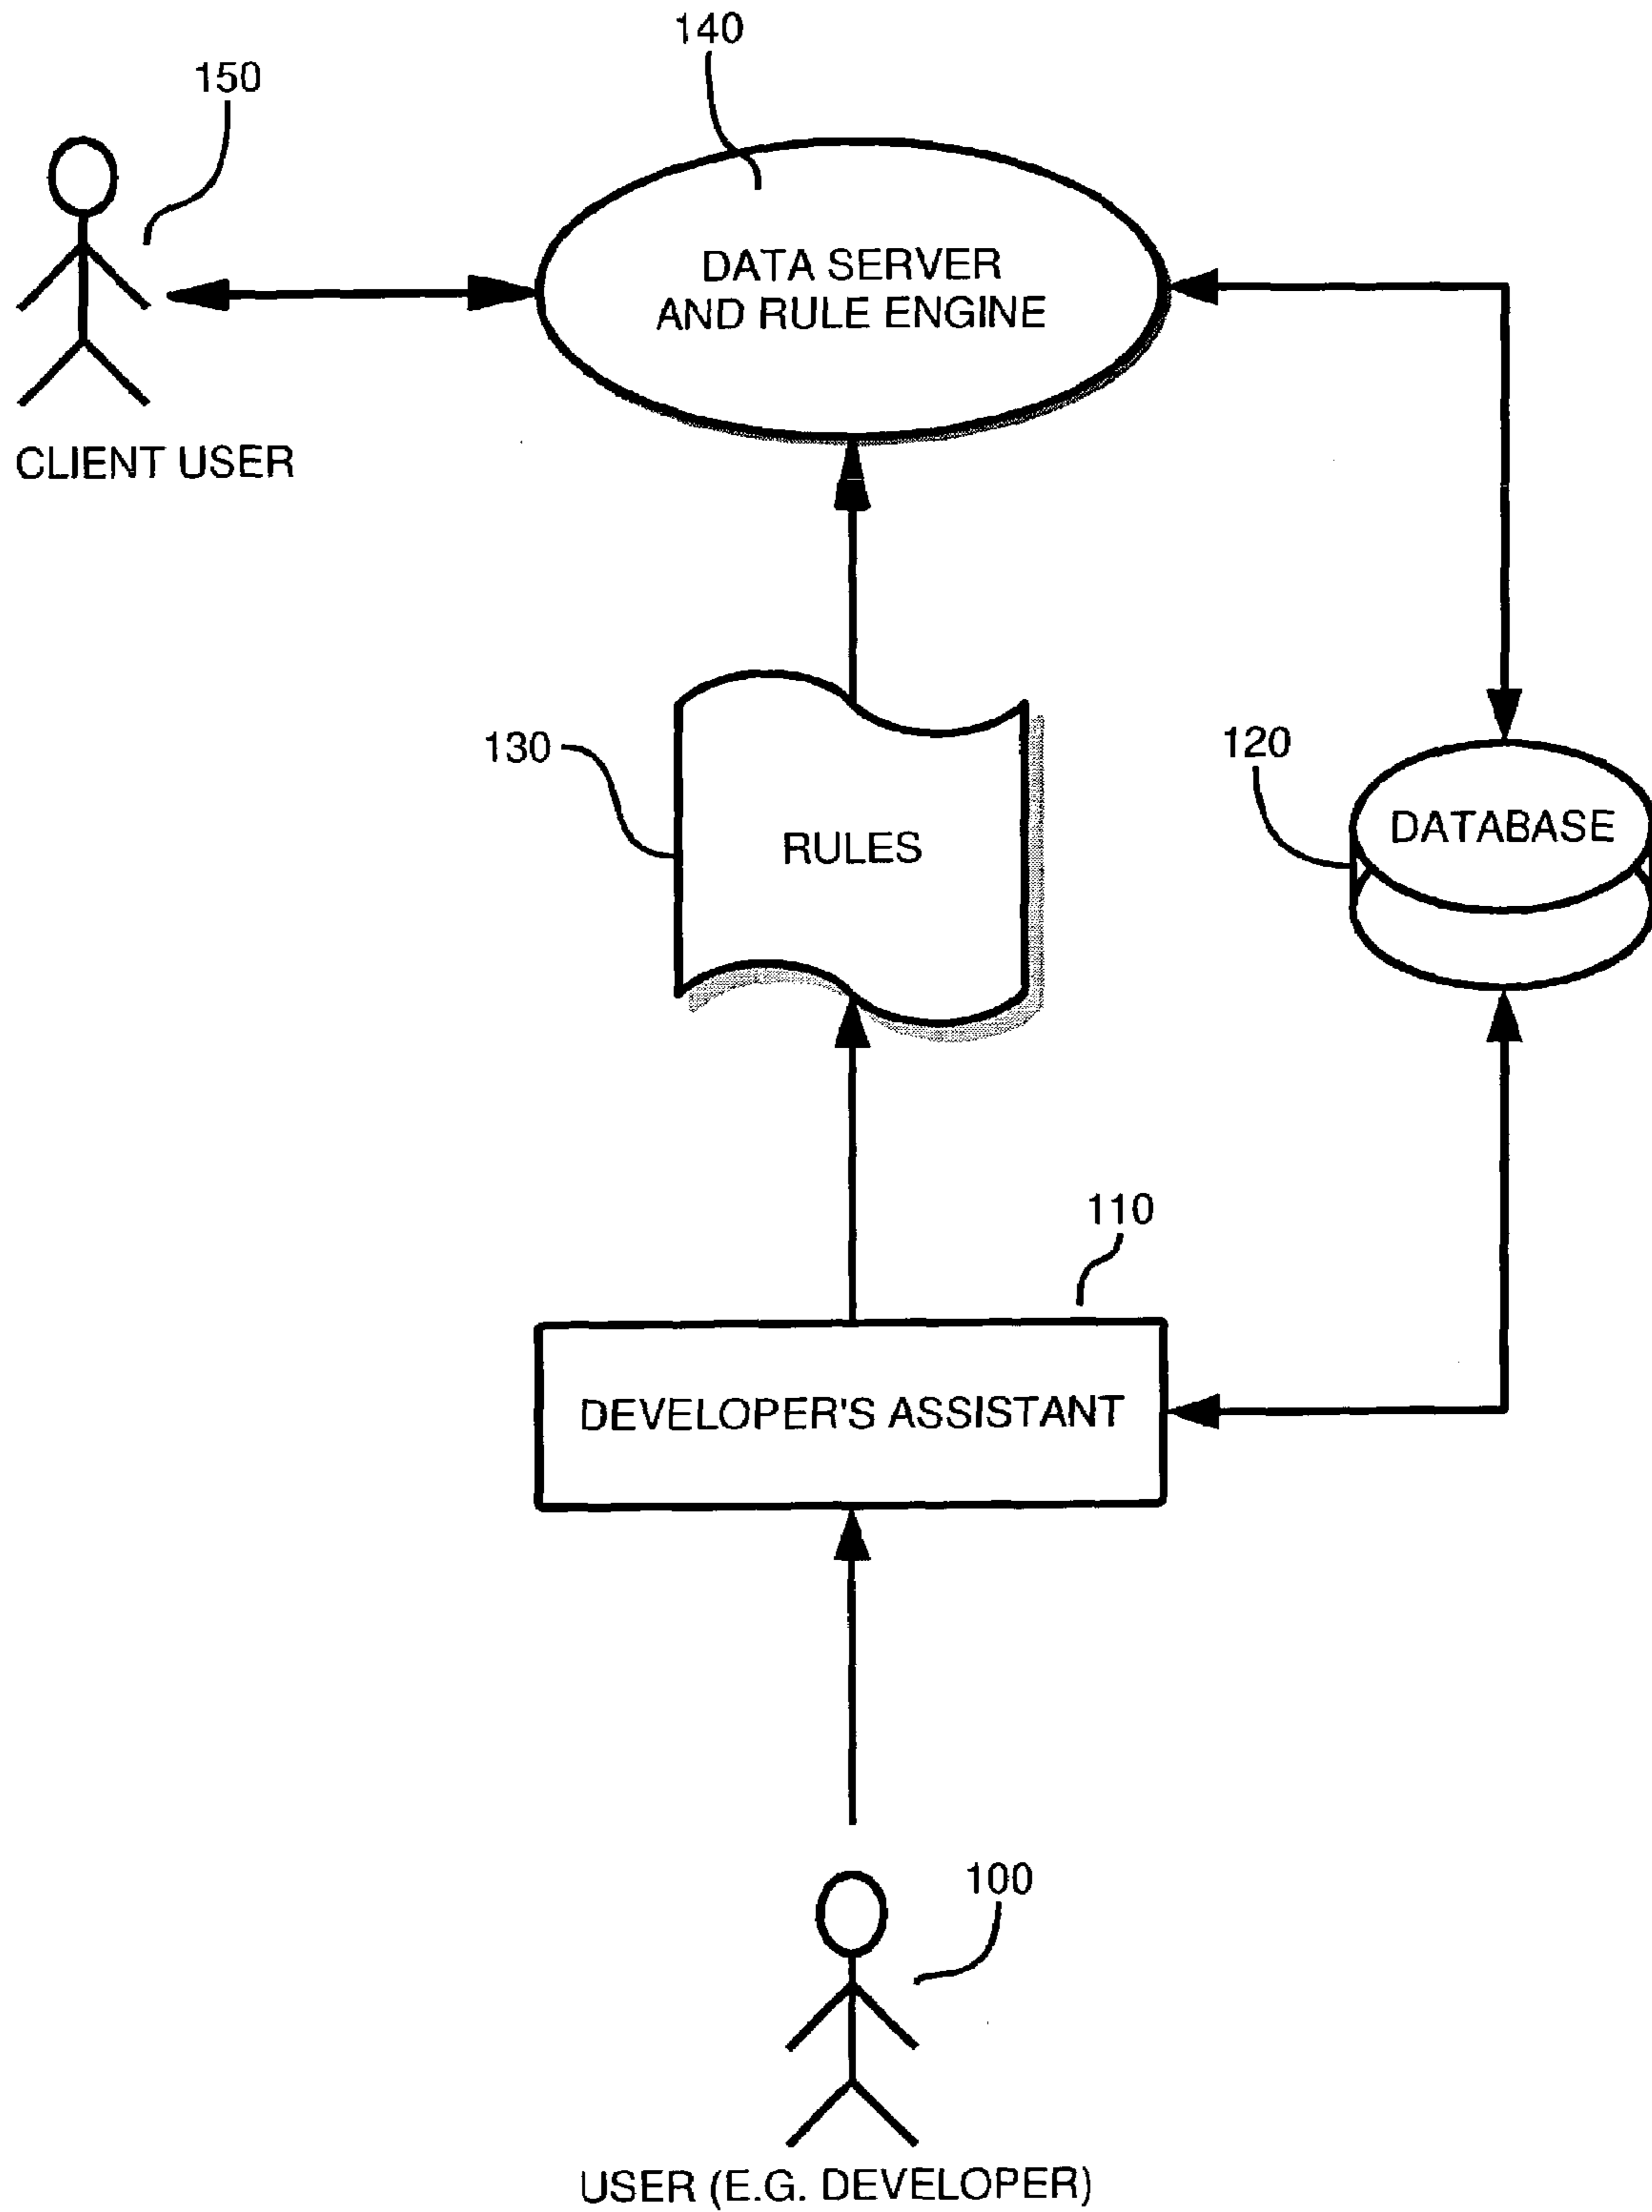 140
150
DATA SERVER
AND RULE ENGINE
CLIENT USER
130
120
RULES
DATABASE
110
DEVELOPER'S ASSISTANT
100
USER (E.G. DEVELOPER)